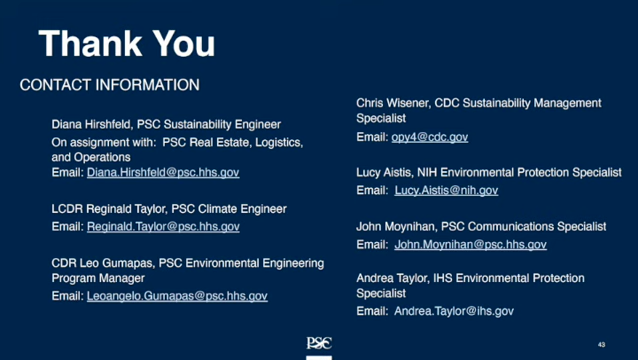 Thank You
CONTACT INFORMATION
Diana Hirshfeld, PSC Sustainability Engineer
On assignment with: PSC Real Estate, Logistics,
and Operations
Email: Diana.Hirshfeld@psc.hhs.gov
LCDR Reginald Taylor, PSC Climate Engineer
Email: Reginald.Taylor@psc.hhs.gov
CDR Leo Gumapas, PSC Environmental Engineering
Program Manager
Email: Leoangelo.Gumapas@psc.hhs.gov
Chris Wisener, CDC Sustainability Management
Specialist
Email: opy4@cdc.gov
Lucy Aistis, NIH Environmental Protection Specialist
Email: Lucy.Aistis@nih.gov
John Moynihan, PSC Communications Specialist
Email: John.Moynihan@psc.hhs.gov
Andrea Taylor, IHS Environmental Protection
Specialist
Email: Andrea.Taylor@ihs.gov
PSC
43